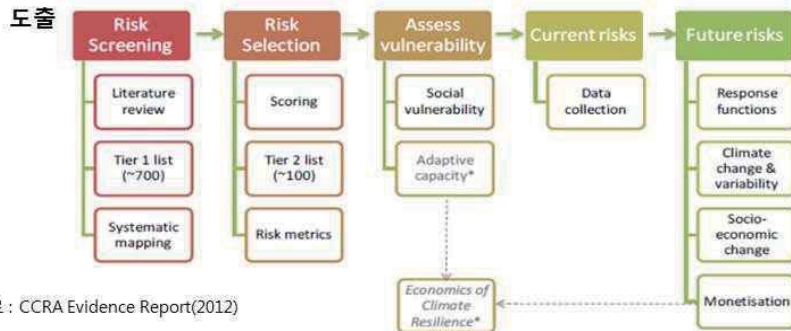 도출
Risk
Screening
Risk
Selection
Assess
vulnerability
Current risks
Future risks
Literature
review
Scoring
Social
vulnerability
Data
collection
Response
functions
Tier 1 list
(~700)
Tier 2 list
(~100)
Adaptive
capacity*
Climate
change &
variability
Systematic
mapping
Risk metrics
Socio-
economic
change
Economics of
Climate
Resilience*
Monetisation
: CCRA Evidence Report(2012)